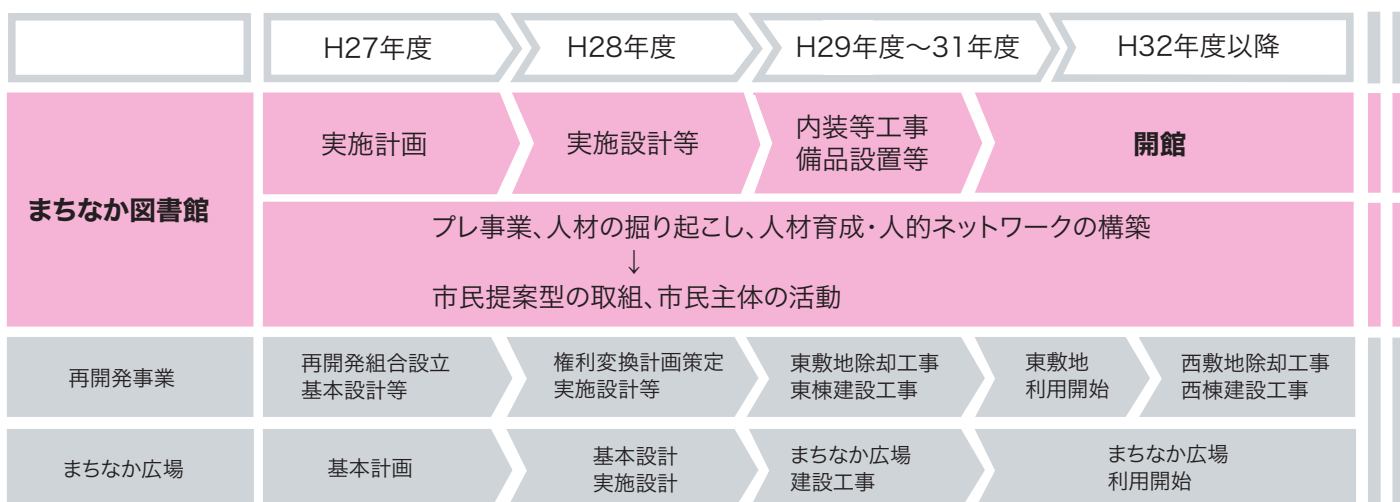 H27年度
H28年度
H29年度～31年度
H32年度以降
まちなか図書館
実施計画
実施設計等
内装等工事
備品設置等
開館
プレ事業、人材の掘り起こし、人材育成・人的ネットワークの構築
↓
市民提案型の取組、市民主体の活動
再開発事業
再開発組合設立
基本設計等
権利変換計画策定
実施設計等
東敷地除却工事
東棟建設工事
東敷地
利用開始
西敷地除却工事
西棟建設工事
まちなか広場
基本計画
基本設計
実施設計
まちなか広場
建設工事
まちなか広場
利用開始